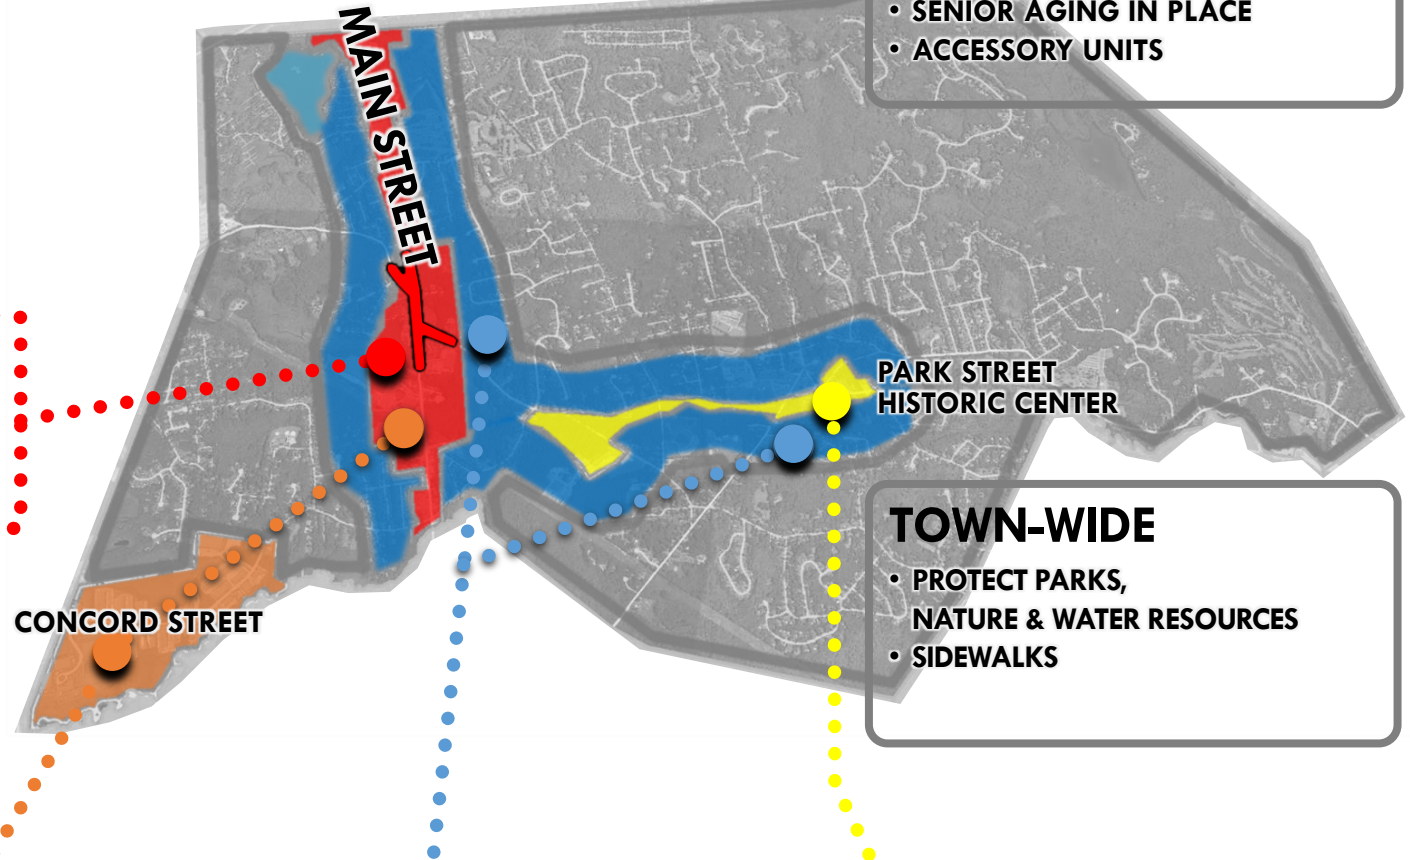 • SENIOR AGING IN PLACE
• ACCESSORY UNITS
MAIN STREET
PARK STREET
HISTORIC CENTER
TOWN-WIDE
• PROTECT PARKS,
NATURE & WATER RESOURCES
• SIDEWALKS
CONCORD STREET